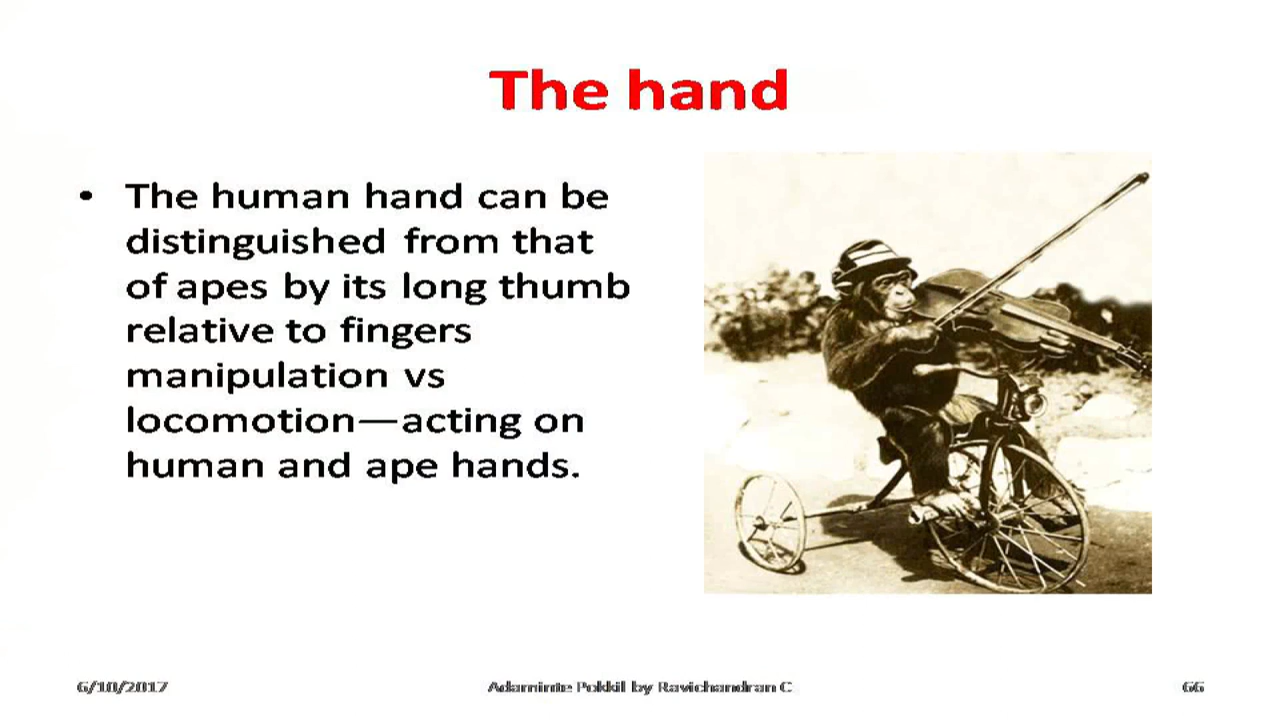 The hand
• The human hand can be
distinguished from that
of apes by its long thumb
relative to fingers
manipulation vs
locomotion—acting on
human and ape hands.
6/10/2017
Adaminte Pokkil by Ravichandran C
66